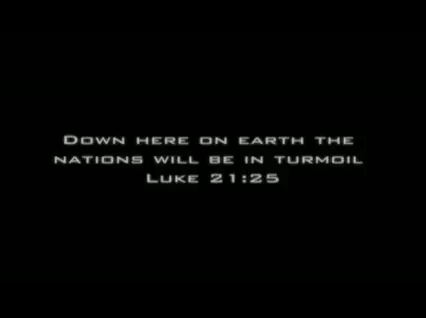 Down here on earth the
nations will be in turmoil
Luke 21:25